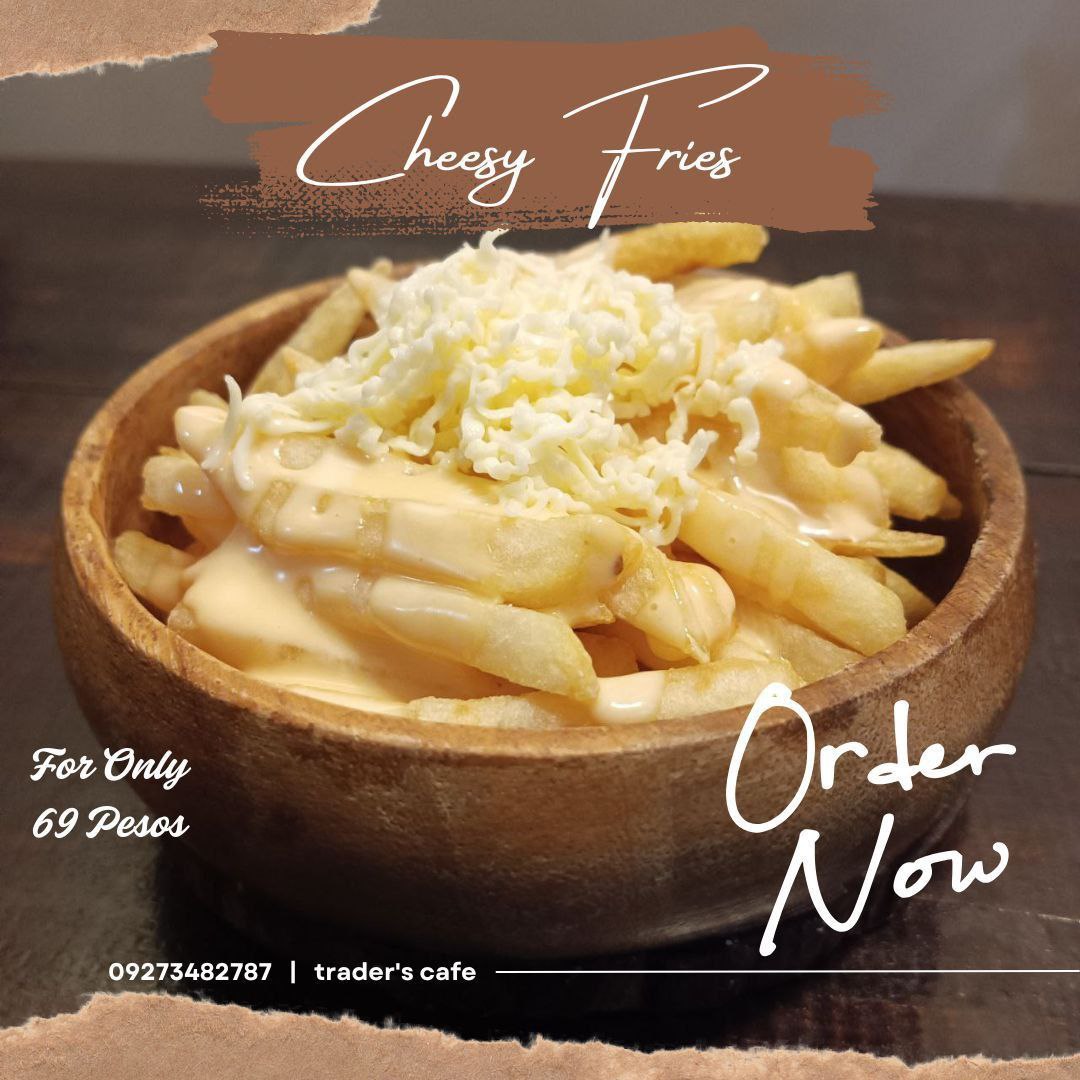 Cheesy Fries
For Only
69 Pesos
Order
Now
09273482787 | trader's cafe